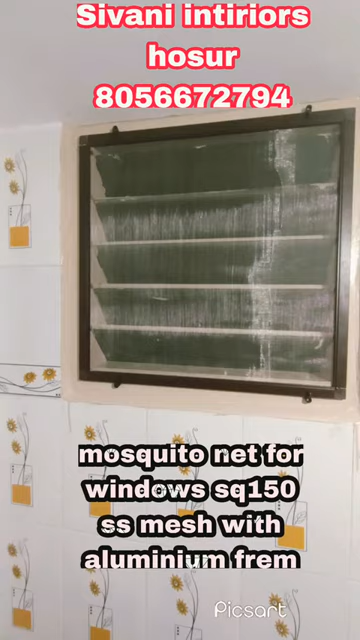 Sivani intiriors
hosur
8056672794
mosquito net for
windows sq150
ss mesh with
aluminium frem
Picsart